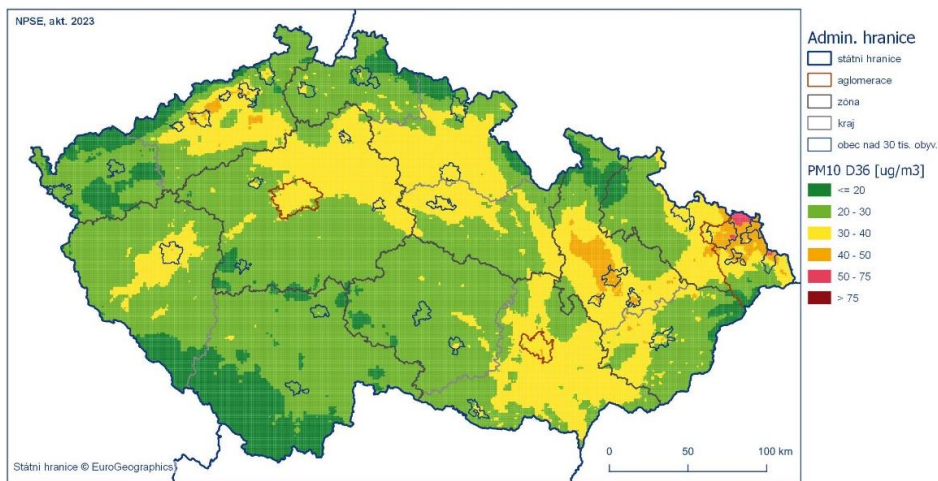 NPSE, akt. 2023
Admin. hranice
státní hranice
aglomerace
zóna
kraj
obec nad 30 tis. obyv.
PM10 D36 [ug/m3]
<= 20
20 - 30
30 - 40
40 - 50
50 - 75
> 75
Státni hranice © EuroGeographics
0 50 100 km